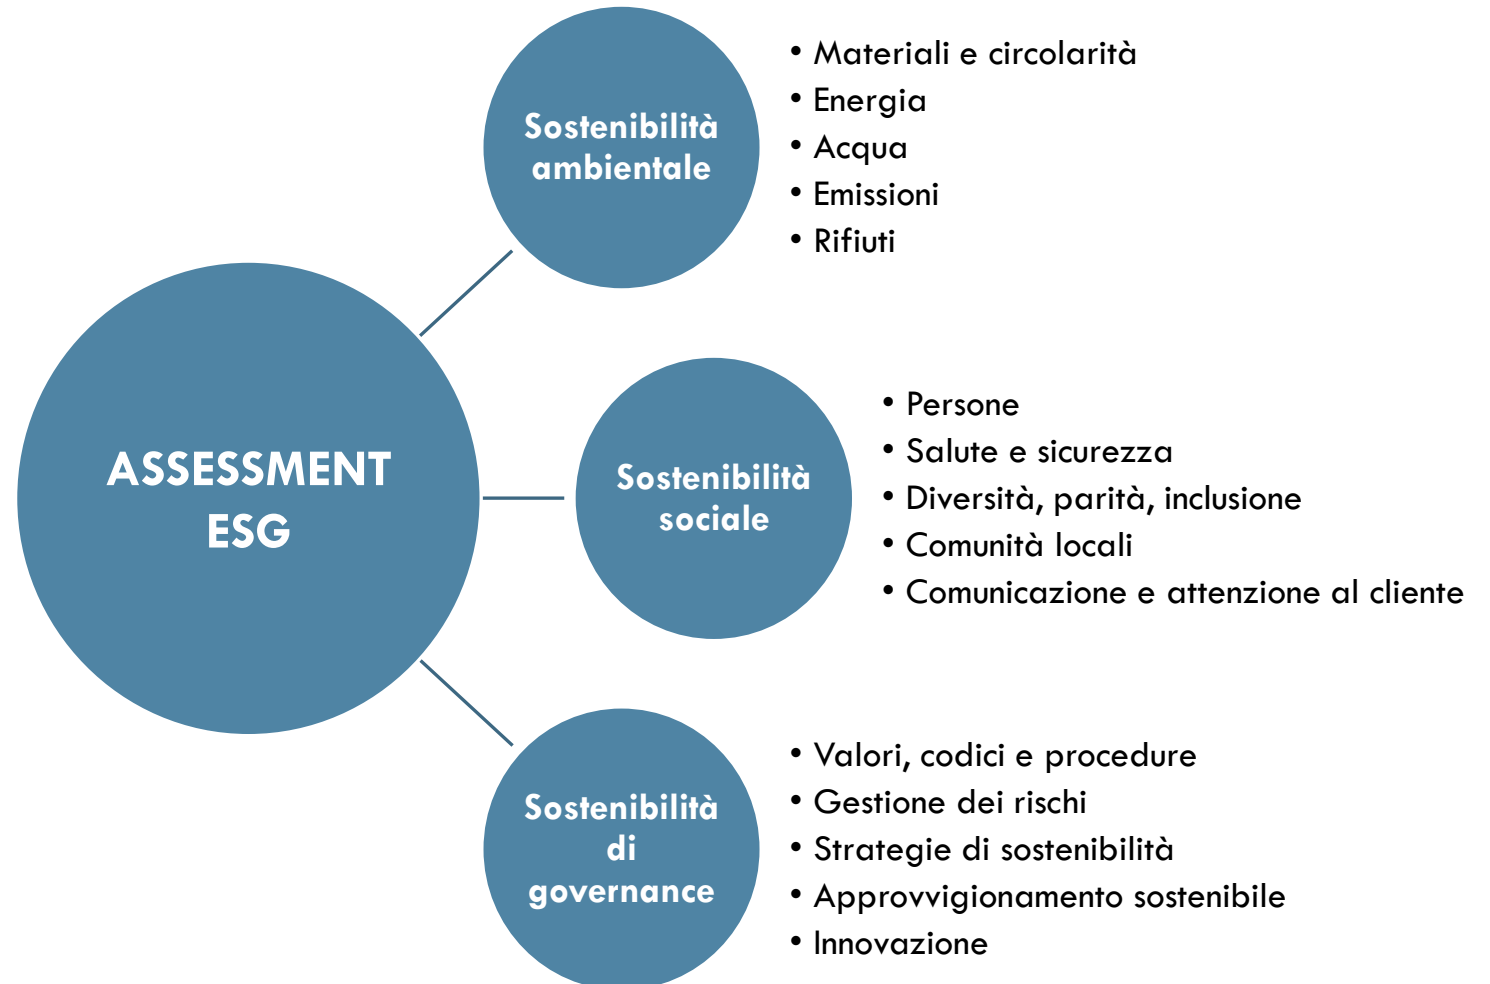 ASSESSMENT
ESG
Sostenibilità
ambientale
• Materiali e circolarità
• Energia
• Acqua
• Emissioni
• Rifiuti
Sostenibilità
sociale
• Persone
• Salute e sicurezza
• Diversità, parità, inclusione
• Comunità locali
• Comunicazione e attenzione al cliente
Sostenibilità
di
governance
• Valori, codici e procedure
• Gestione dei rischi
• Strategie di sostenibilità
• Approvvigionamento sostenibile
• Innovazione